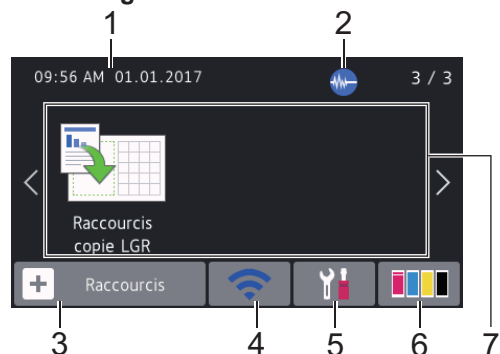 1 2
09:56 AM 01.01.2017 3 / 3
Raccourcis
copie LGR
Raccourcis
3 4 5 6 7